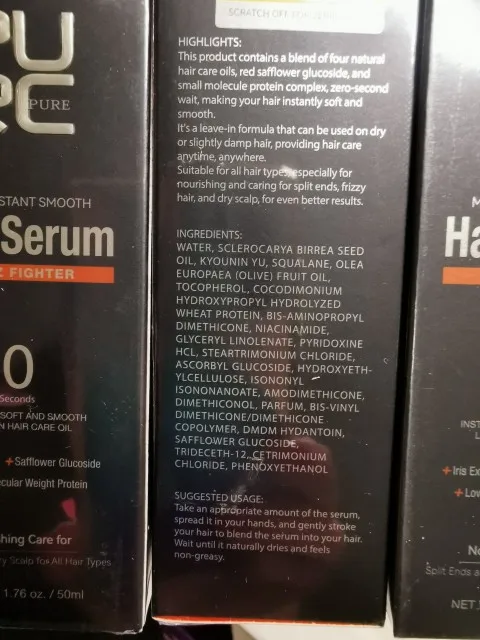 PU
RC
PURE
STANT SMOOTH
Serum
Z FIGHTER
0
Seconds
SOFT AND SMOOTH
N HAIR CARE OIL
+Safflower Glucoside
cular Weight Protein
hing Care for
ry Scalp for All Hair Types
1.76 oz. / 50ml
SCRATCH OFF
HIGHLIGHTS:
This product contains a blend of four natural
hair care oils, red safflower glucoside, and
small molecule protein complex, zero-second
wait, making your hair instantly soft and
smooth.
It's a leave-in formula that can be used on dry
or slightly damp hair, providing hair care
anytime, anywhere.
Suitable for all hair types, especially for
nourishing and caring for split ends, frizzy
hair, and dry scalp, for even better results.
INGREDIENTS:
WATER, SCLEROCARYA BIRREA SEED
OIL, KYOUNIN YU, SQUALANE, OLEA
EUROPAEA (OLIVE) FRUIT OIL,
TOCOPHEROL, COCODIMONIUM
HYDROXYPROPYL HYDROLYZED
WHEAT PROTEIN, BIS-AMINOPROPYL
DIMETHICONE, NIACINAMIDE,
GLYCERYL LINOLENATE, PYRIDOXINE
HCL, STEARTRIMONIUM CHLORIDE,
ASCORBYL GLUCOSIDE, HYDROXYETH-
YLCELLULOSE, ISONONYL
ISONONANOATE, AMODIMETHICONE,
DIMETHICONOL, PARFUM, BIS-VINYL
DIMETHICONE/DIMETHICONE
COPOLYMER, DMDM HYDANTOIN,
SAFFLOWER GLUCOSIDE,
TRIDECETH-12, CETRIMONIUM
CHLORIDE, PHENOXYETHANOL
SUGGESTED USAGE:
Take an appropriate amount of the serum,
spread it in your hands, and gently stroke
your hair to blend the serum into your hair.
Wait until it naturally dries and feels
non-greasy.
M
Ha
INST
L
+Iris Ex
+Low
No
Split Ends a
NET.